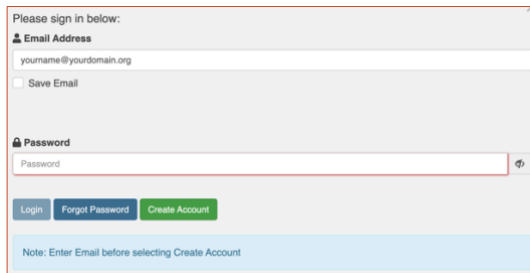 Please sign in below:
Email Address
yourname@yourdomain.org
Save Email
Password
Password
Login Forgot Password Create Account
Note: Enter Email before selecting Create Account